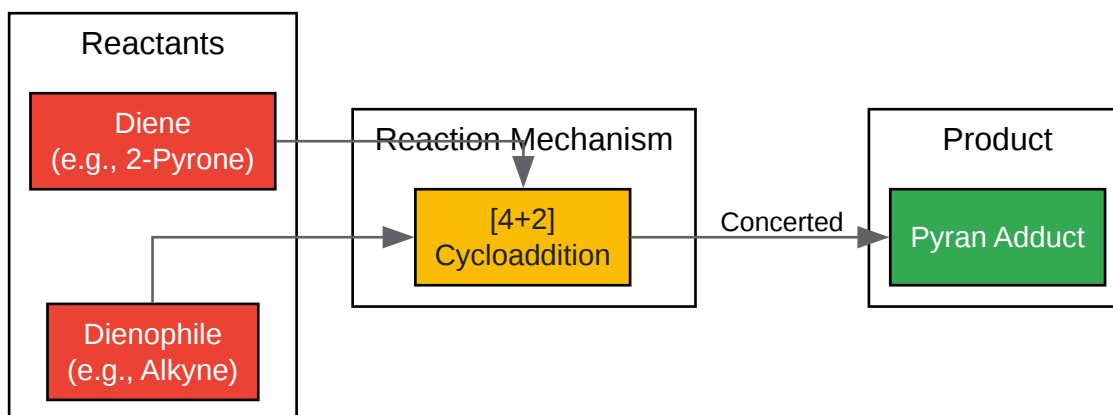 Reactants
Diene
(e.g., 2-Pyrone)
Dienophile
(e.g., Alkyne)
Reaction Mechanism
[4+2]
Cycloaddition
Concerted
Product
Pyran Adduct